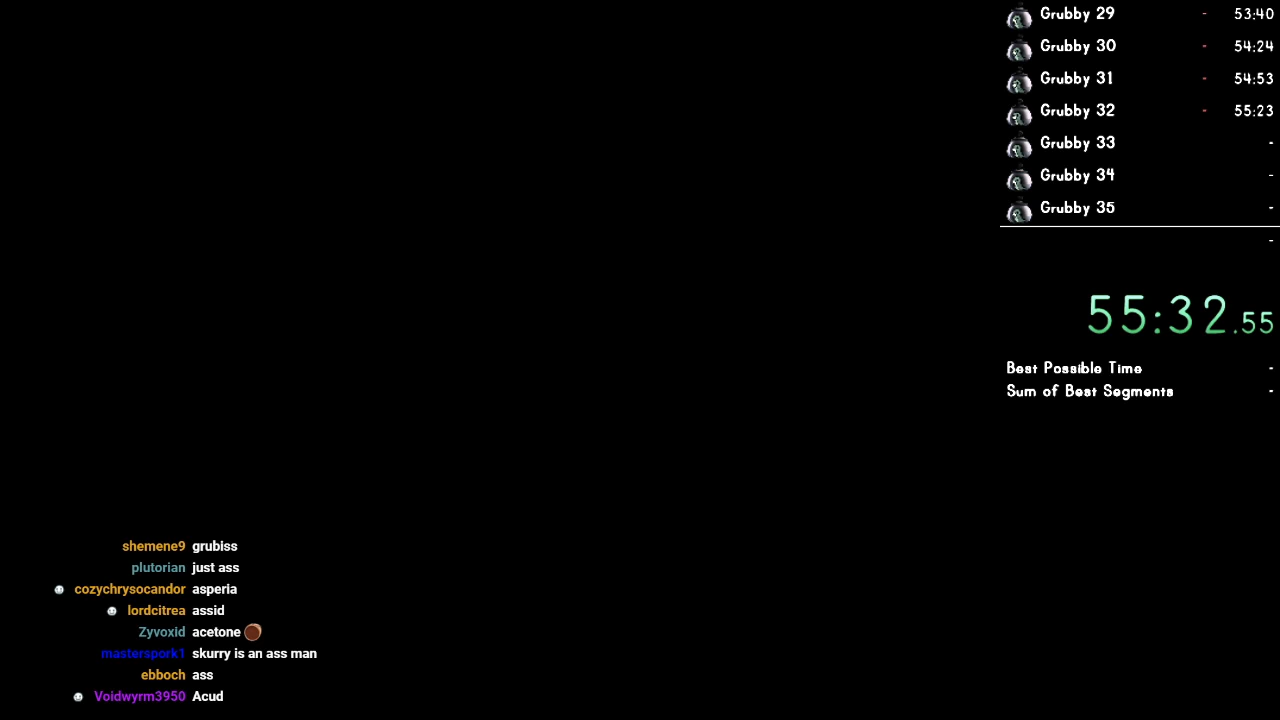 Grubby 29 - 53:40
Grubby 30 - 54:24
Grubby 31 - 54:53
Grubby 32 - 55:23
Grubby 33 -
Grubby 34 -
Grubby 35 -
-
55:32.55
Best Possible Time -
Sum of Best Segments -
shemene9 grubiss
plutorian just ass
cozychrysocandor asperia
lordcitrea assid
Zyvoxid acetone
masterspork1 skurry is an ass man
ebboch ass
Voidwyrm3950 Acud